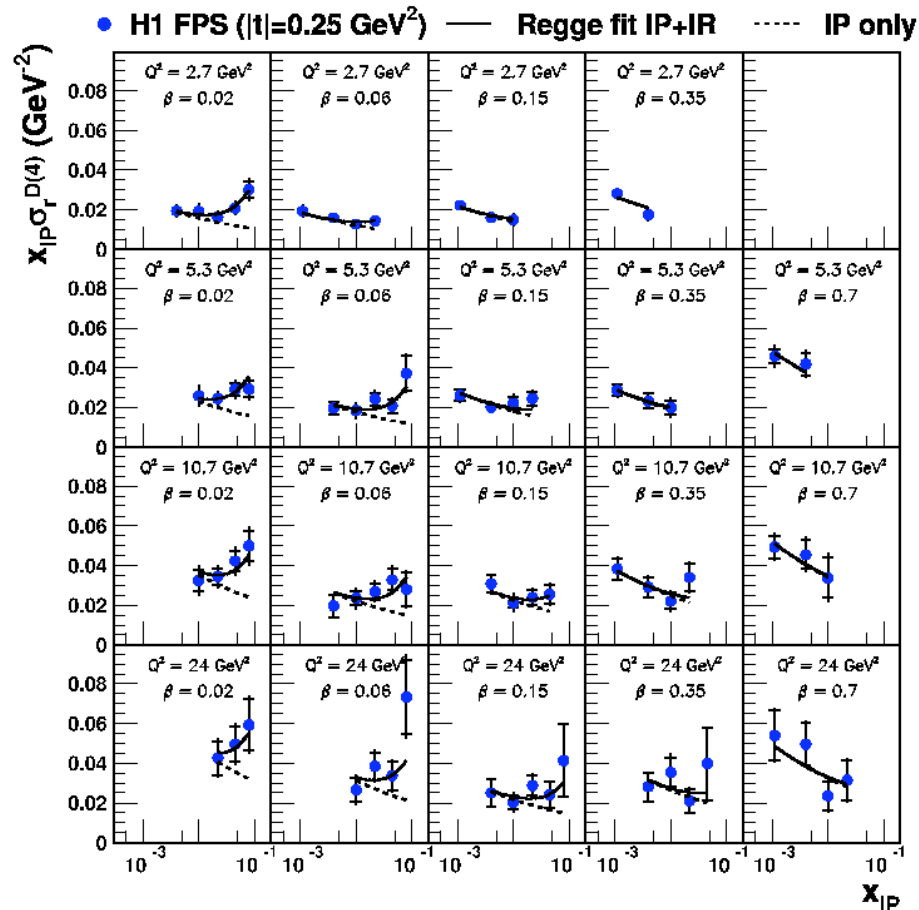 H1 FPS (|t|=0.25 GeV²) Regge fit IP+IR IP only
x_IP σ_r^D(4) (GeV⁻²)
Q² = 2.7 GeV² Q² = 2.7 GeV² Q² = 2.7 GeV² Q² = 2.7 GeV²
β = 0.02 β = 0.06 β = 0.15 β = 0.35
0.08
0.06
0.04
0.02
0
Q² = 5.3 GeV² Q² = 5.3 GeV² Q² = 5.3 GeV² Q² = 5.3 GeV² Q² = 5.3 GeV²
β = 0.02 β = 0.06 β = 0.15 β = 0.35 β = 0.7
0.08
0.06
0.04
0.02
0
Q² = 10.7 GeV² Q² = 10.7 GeV² Q² = 10.7 GeV² Q² = 10.7 GeV² Q² = 10.7 GeV²
β = 0.02 β = 0.06 β = 0.15 β = 0.35 β = 0.7
0.08
0.06
0.04
0.02
0
Q² = 24 GeV² Q² = 24 GeV² Q² = 24 GeV² Q² = 24 GeV² Q² = 24 GeV²
β = 0.02 β = 0.06 β = 0.15 β = 0.35 β = 0.7
0.08
0.06
0.04
0.02
0
10⁻³ 10⁻¹ 10⁻³ 10⁻¹ 10⁻³ 10⁻¹ 10⁻³ 10⁻¹ 10⁻³ 10⁻¹
x_IP